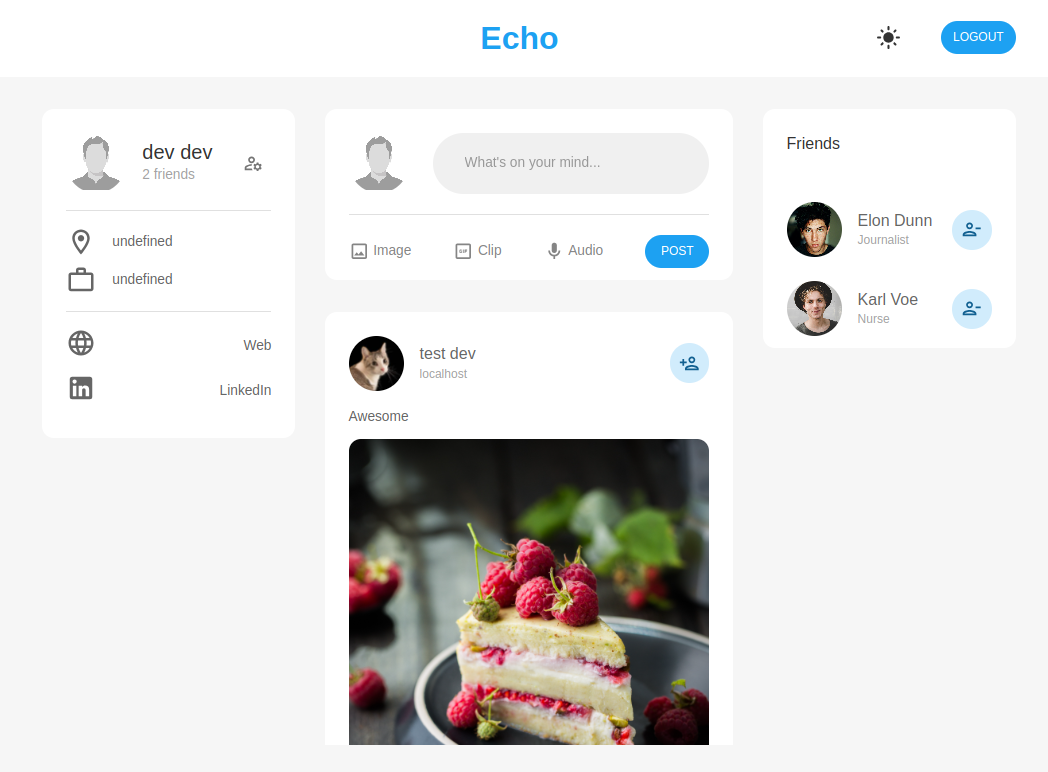 Echo
LOGOUT
dev dev
2 friends
undefined
undefined
Web
LinkedIn
What's on your mind...
Image
GIF
Clip
Audio
POST
test dev
localhost
Awesome
Friends
Elon Dunn
Journalist
Karl Voe
Nurse